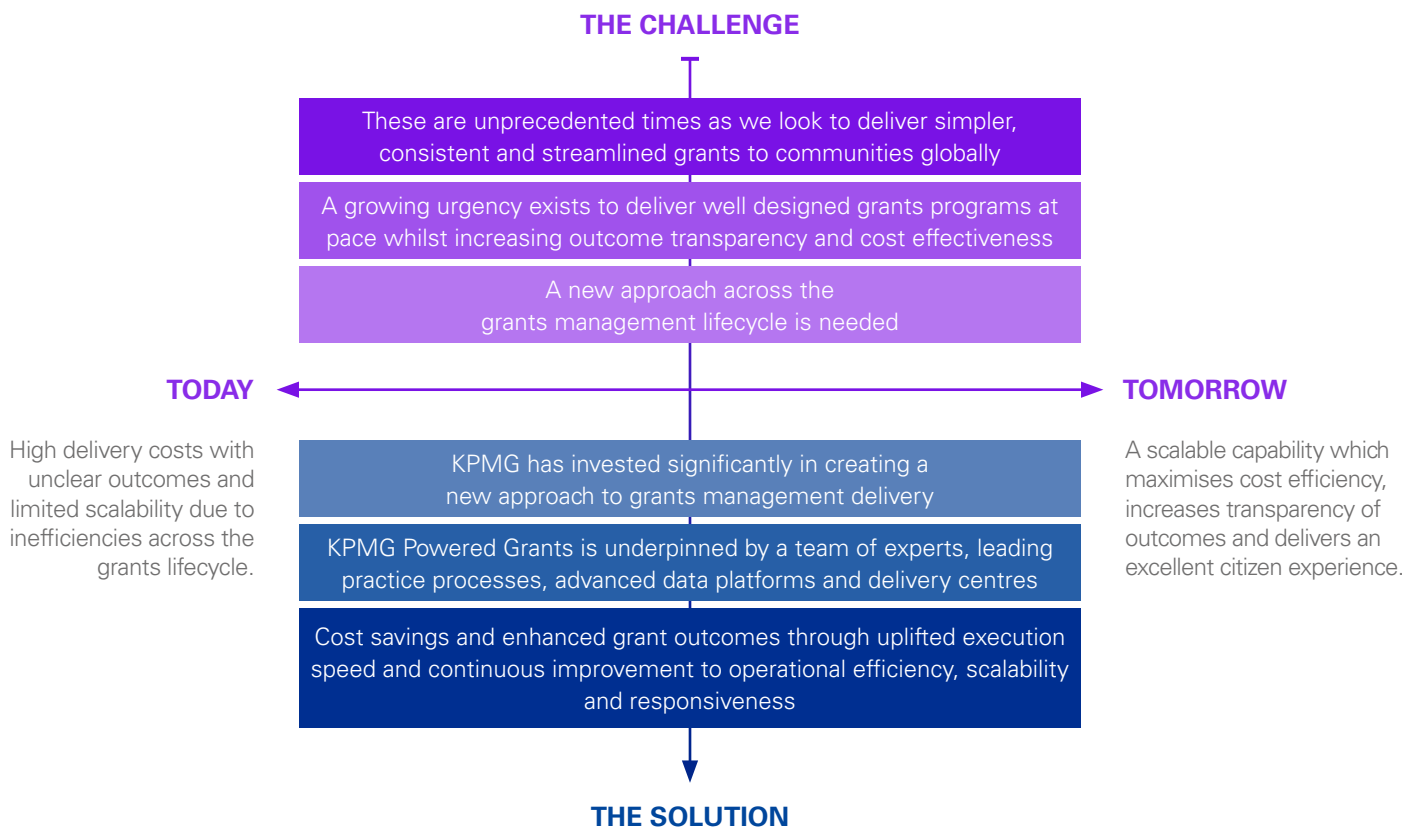 THE CHALLENGE
These are unprecedented times as we look to deliver simpler,
consistent and streamlined grants to communities globally
A growing urgency exists to deliver well designed grants programs at
pace whilst increasing outcome transparency and cost effectiveness
A new approach across the
grants management lifecycle is needed
TODAY
High delivery costs with
unclear outcomes and
limited scalability due to
inefficiencies across the
grants lifecycle.
TOMORROW
A scalable capability which
maximises cost efficiency,
increases transparency of
outcomes and delivers an
excellent citizen experience.
KPMG has invested significantly in creating a
new approach to grants management delivery
KPMG Powered Grants is underpinned by a team of experts, leading
practice processes, advanced data platforms and delivery centres
Cost savings and enhanced grant outcomes through uplifted execution
speed and continuous improvement to operational efficiency, scalability
and responsiveness
THE SOLUTION